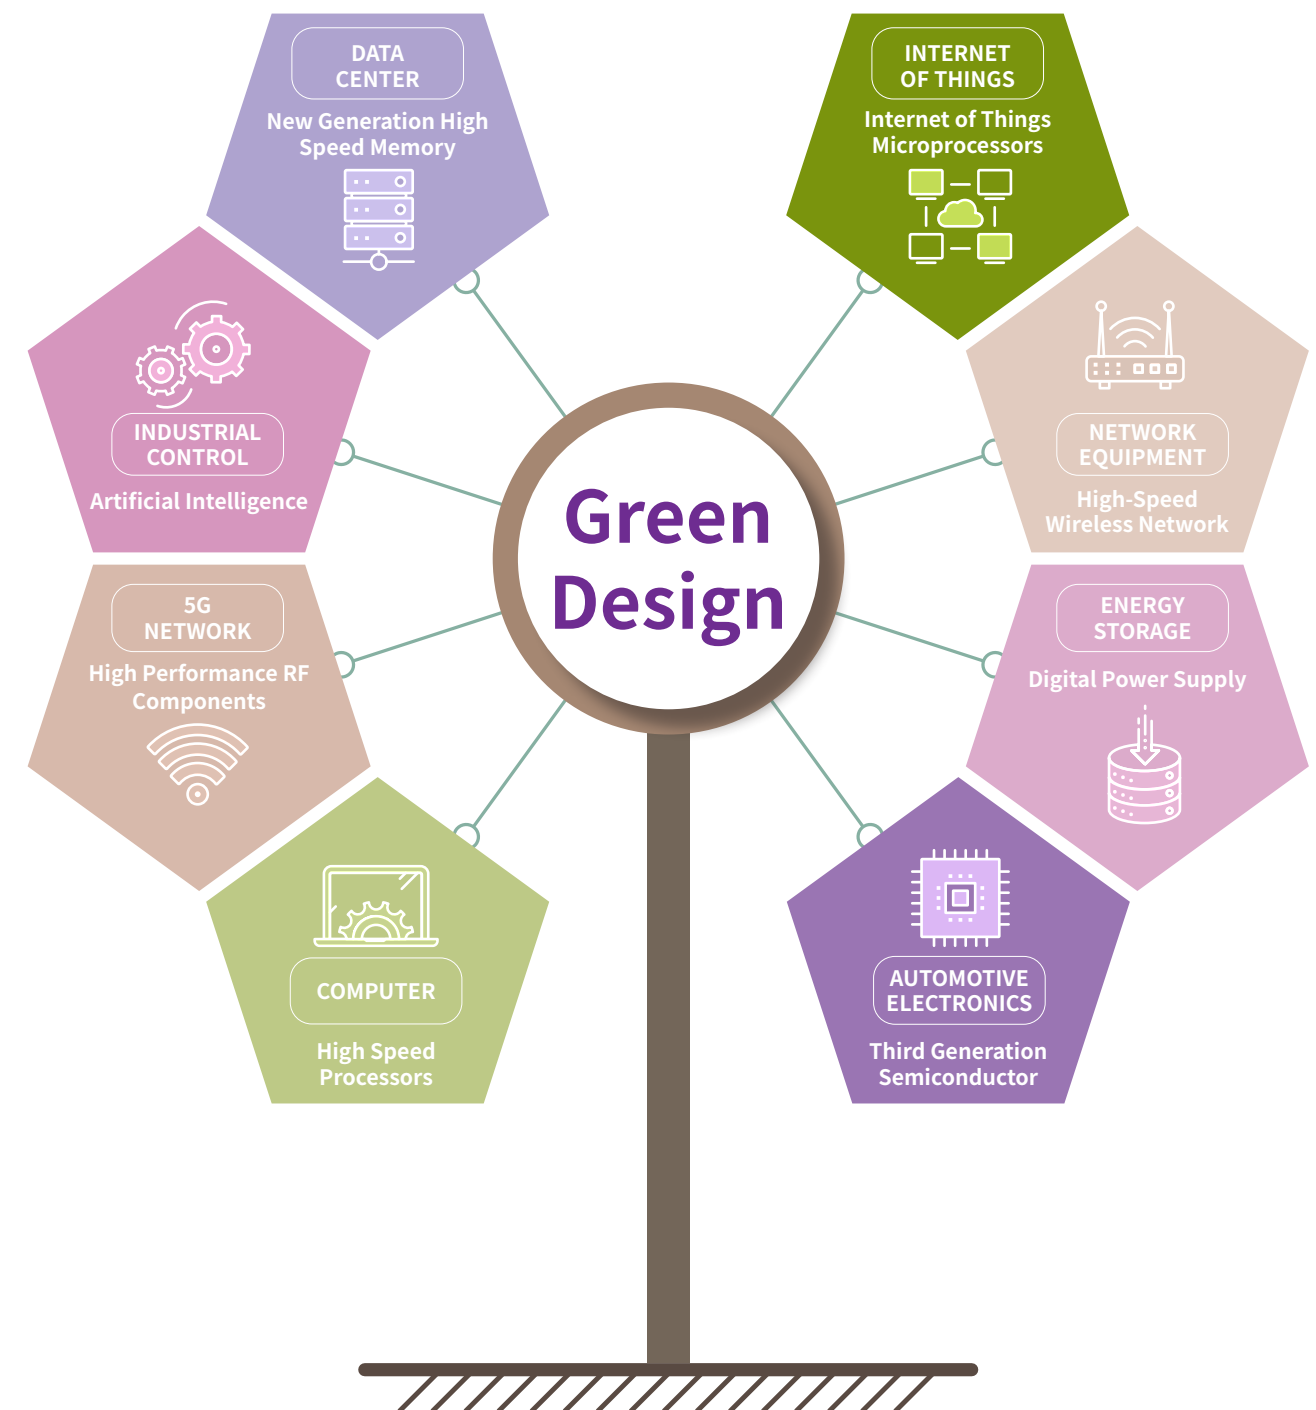 DATA
CENTER
New Generation High
Speed Memory
INTERNET
OF THINGS
Internet of Things
Microprocessors
INDUSTRIAL
CONTROL
Artificial Intelligence
NETWORK
EQUIPMENT
High-Speed
Wireless Network
Green
Design
5G
NETWORK
High Performance RF
Components
ENERGY
STORAGE
Digital Power Supply
COMPUTER
High Speed
Processors
AUTOMOTIVE
ELECTRONICS
Third Generation
Semiconductor